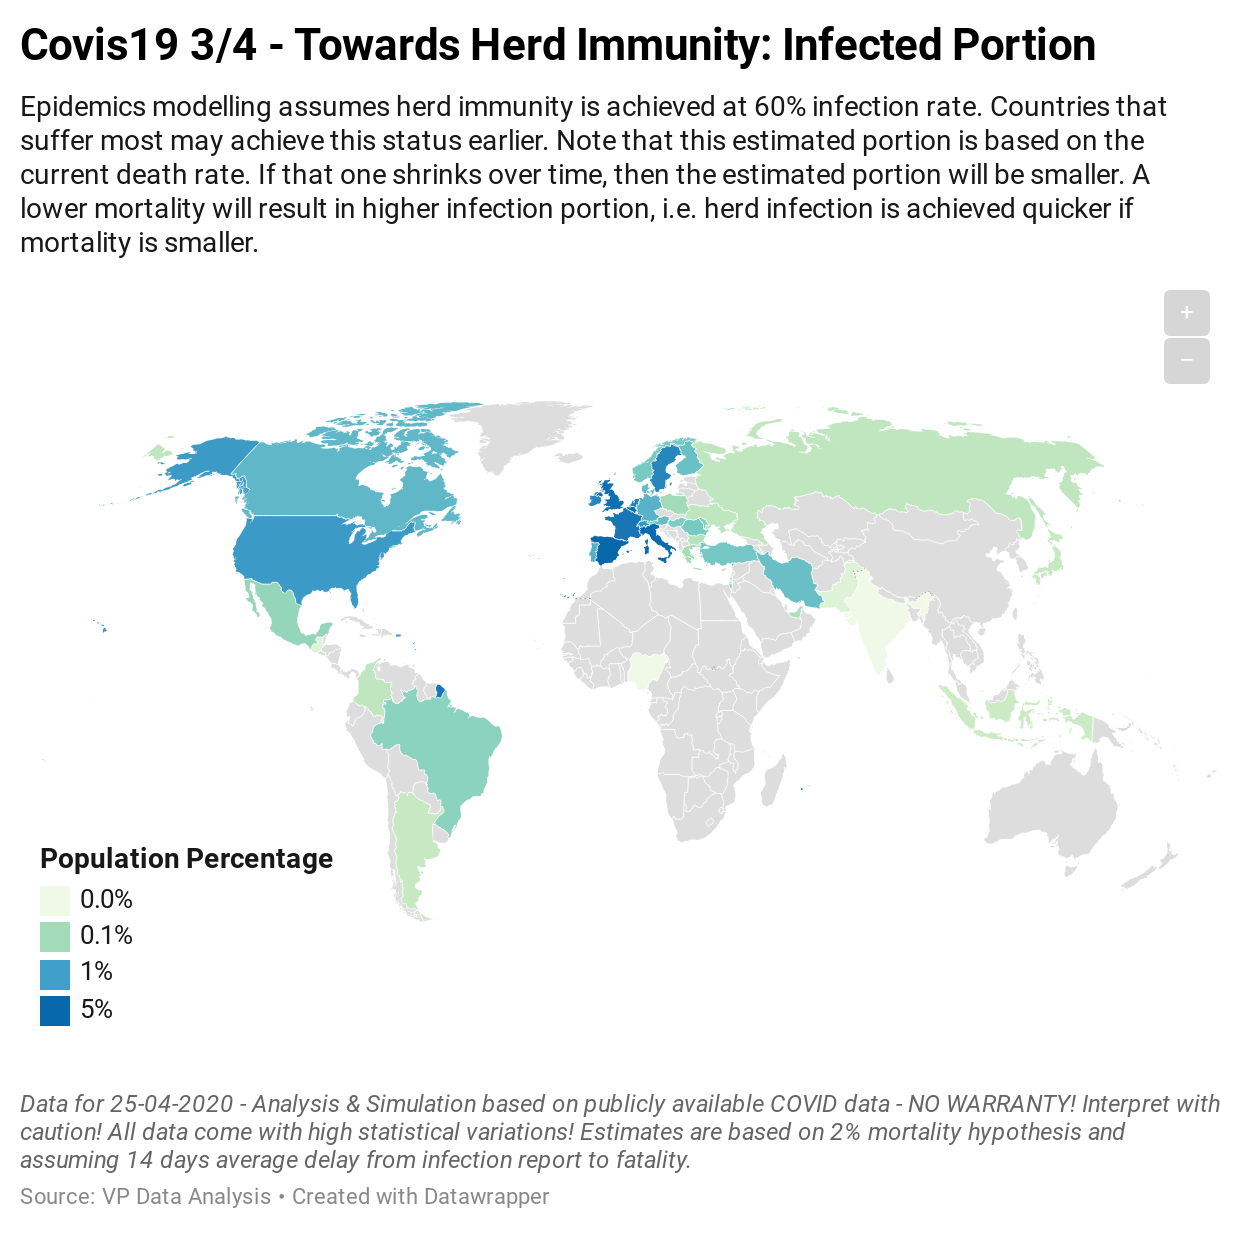 Covis19 3/4 - Towards Herd Immunity: Infected Portion
Epidemics modelling assumes herd immunity is achieved at 60% infection rate. Countries that
suffer most may achieve this status earlier. Note that this estimated portion is based on the
current death rate. If that one shrinks over time, then the estimated portion will be smaller. A
lower mortality will result in higher infection portion, i.e. herd infection is achieved quicker if
mortality is smaller.
+
−
Population Percentage
0.0%
0.1%
1%
5%
Data for 25-04-2020 - Analysis & Simulation based on publicly available COVID data - NO WARRANTY! Interpret with
caution! All data come with high statistical variations! Estimates are based on 2% mortality hypothesis and
assuming 14 days average delay from infection report to fatality.
Source: VP Data Analysis • Created with Datawrapper